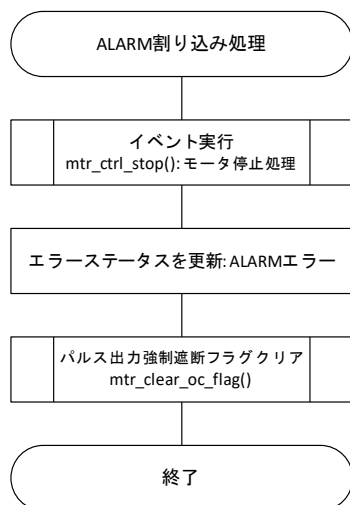 ALARM割り込み処理
イベント実行
mtr_ctrl_stop(): モータ停止処理
エラーステータスを更新: ALARMエラー
パルス出力強制遮断フラグクリア
mtr_clear_oc_flag()
終了